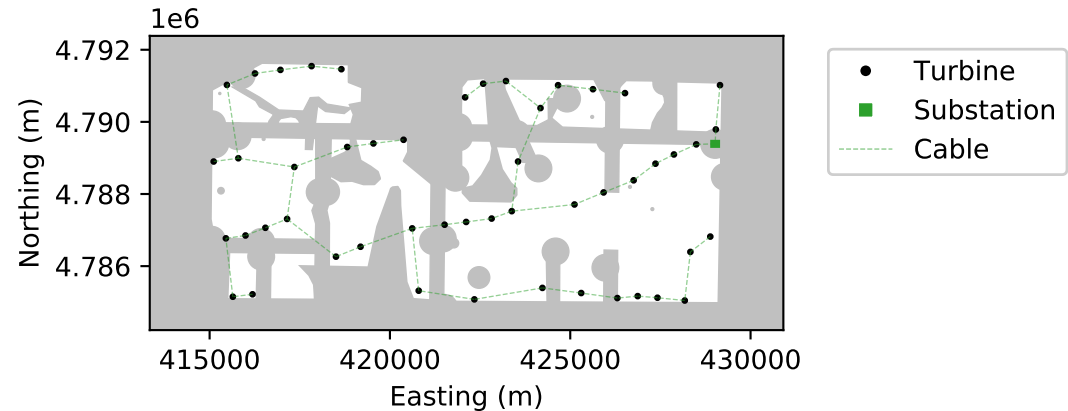 1e6
4.792
4.790
4.788
4.786
Northing (m)
415000 420000 425000 430000
Easting (m)
Turbine
Substation
Cable